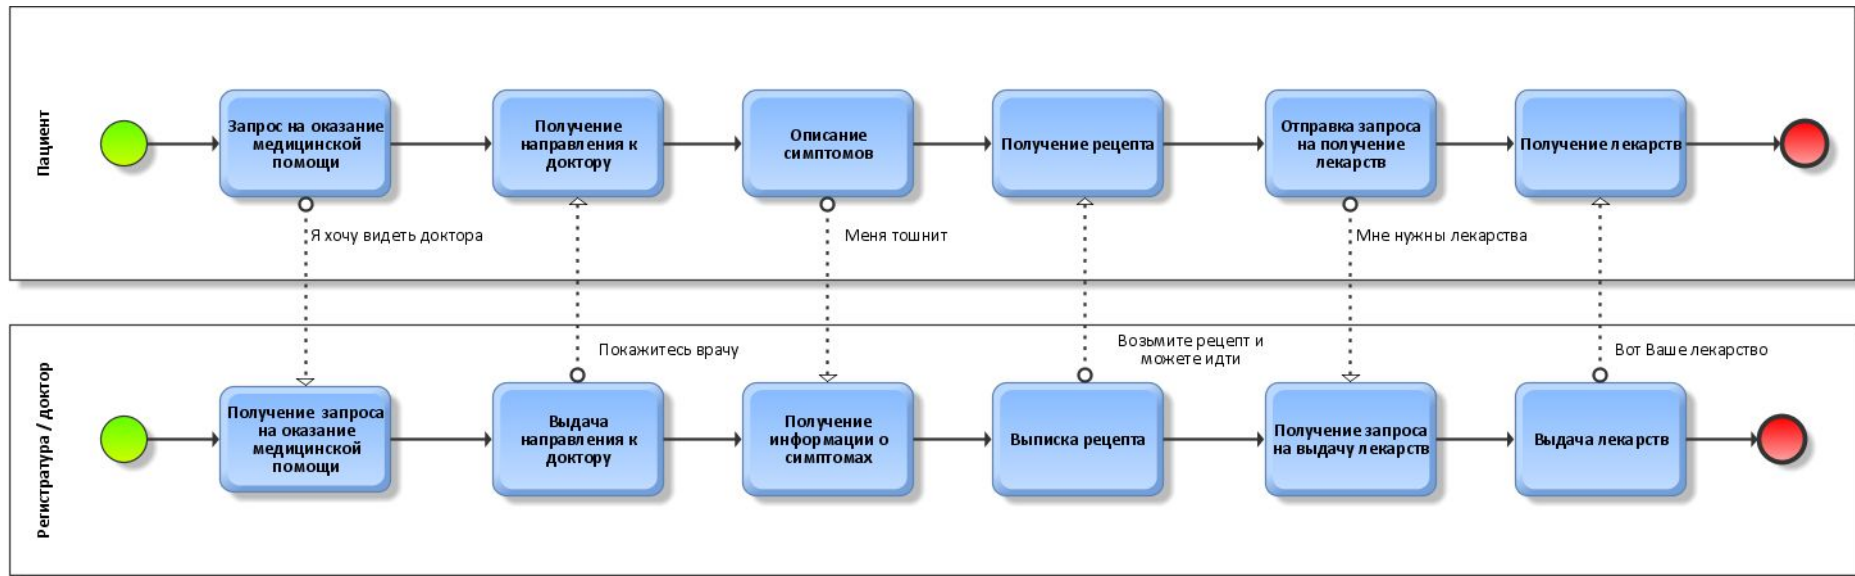 Пациент
Запрос на оказание
медицинской
помощи
Получение
направления к
доктору
Описание
симптомов
Получение рецепта
Отправка запроса
на получение
лекарств
Получение лекарств
Я хочу видеть доктора
Меня тошнит
Мне нужны лекарства
Регистратура / доктор
Покажитесь врачу
Возьмите рецепт и
можете идти
Вот Ваше лекарство
Получение запроса
на оказание
медицинской
помощи
Выдача
направления к
доктору
Получение
информации о
симптомах
Выписка рецепта
Получение запроса
на выдачу лекарств
Выдача лекарств